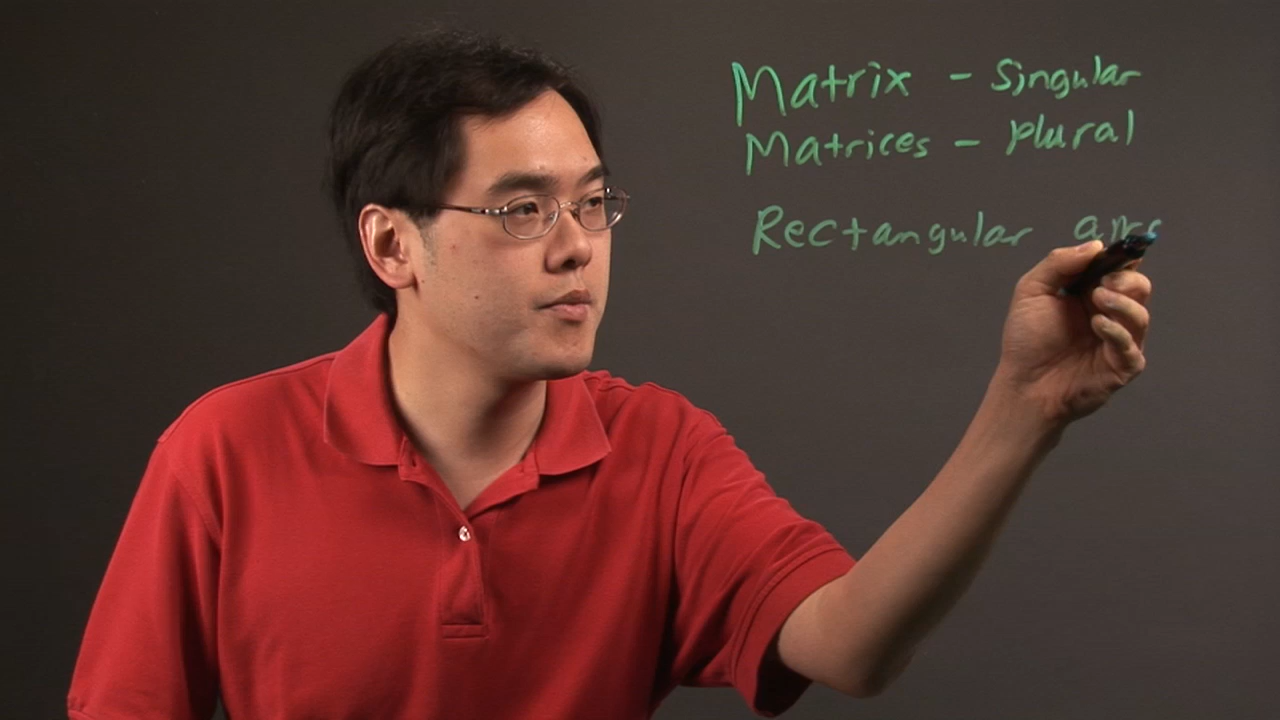 Matrix - Singular
Matrices - plural
Rectangular